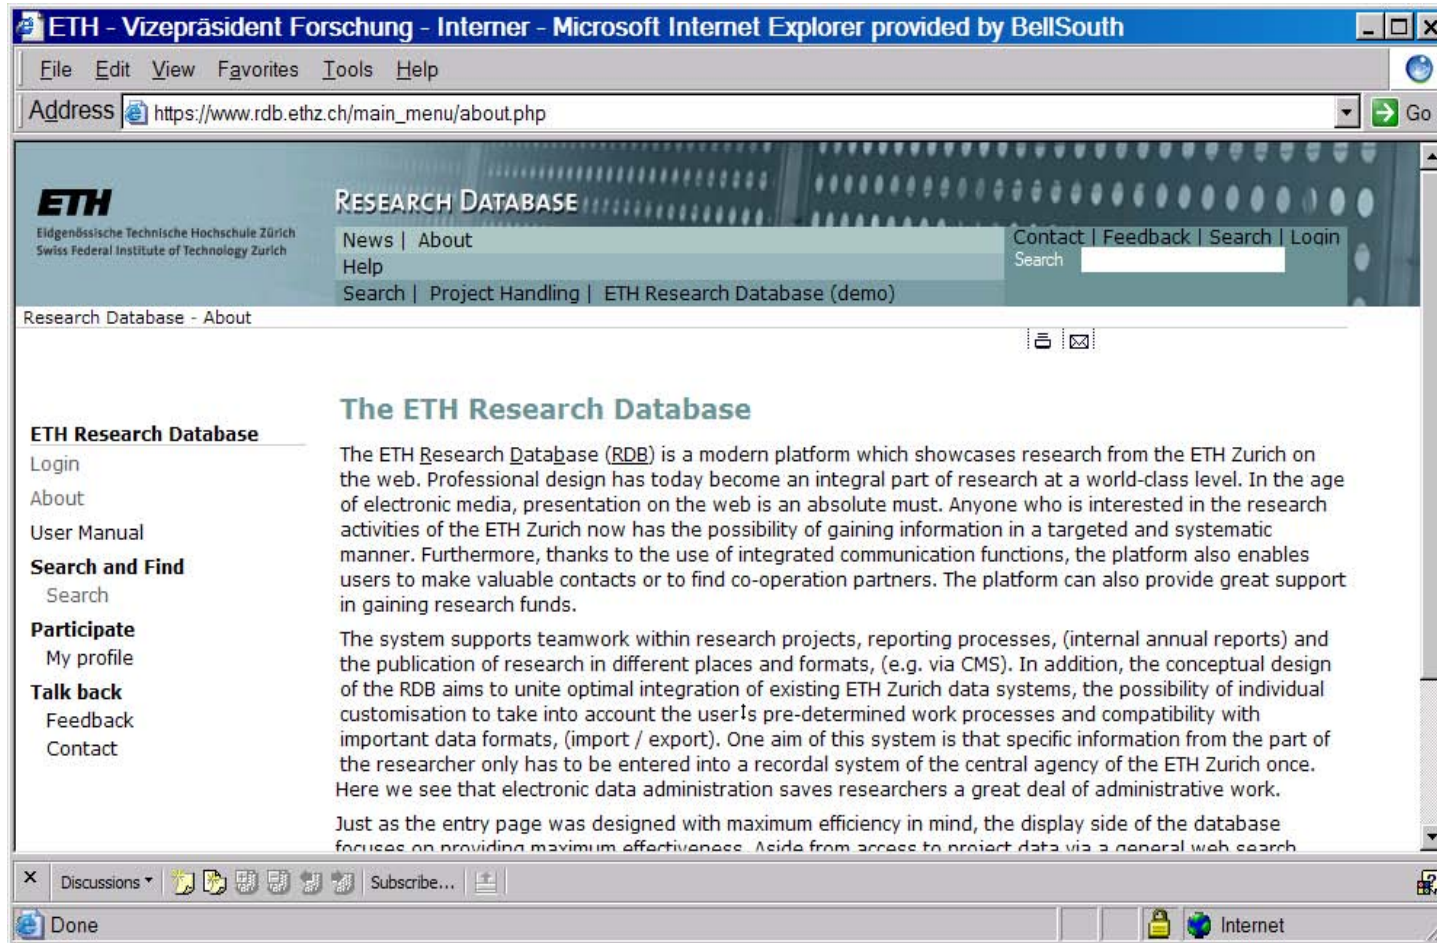 ETH - Vizepräsident Forschung - Interner - Microsoft Internet Explorer provided by BellSouth
File Edit View Favorites Tools Help
Address https://www.rdb.ethz.ch/main_menu/about.php Go
ETH
Eidgenössische Technische Hochschule Zürich
Swiss Federal Institute of Technology Zurich
RESEARCH DATABASE
News | About
Help
Search | Project Handling | ETH Research Database (demo)
Contact | Feedback | Search | Login
Search
Research Database - About
ETH Research Database
Login
About
User Manual
Search and Find
Search
Participate
My profile
Talk back
Feedback
Contact
The ETH Research Database
The ETH Research Database (RDB) is a modern platform which showcases research from the ETH Zurich on
the web. Professional design has today become an integral part of research at a world-class level. In the age
of electronic media, presentation on the web is an absolute must. Anyone who is interested in the research
activities of the ETH Zurich now has the possibility of gaining information in a targeted and systematic
manner. Furthermore, thanks to the use of integrated communication functions, the platform also enables
users to make valuable contacts or to find co-operation partners. The platform can also provide great support
in gaining research funds.
The system supports teamwork within research projects, reporting processes, (internal annual reports) and
the publication of research in different places and formats, (e.g. via CMS). In addition, the conceptual design
of the RDB aims to unite optimal integration of existing ETH Zurich data systems, the possibility of individual
customisation to take into account the user's pre-determined work processes and compatibility with
important data formats, (import / export). One aim of this system is that specific information from the part of
the researcher only has to be entered into a recordal system of the central agency of the ETH Zurich once.
Here we see that electronic data administration saves researchers a great deal of administrative work.
Just as the entry page was designed with maximum efficiency in mind, the display side of the database
focuses on providing maximum effectiveness. Aside from access to project data via a general web search
Discussions Subscribe...
Done Internet